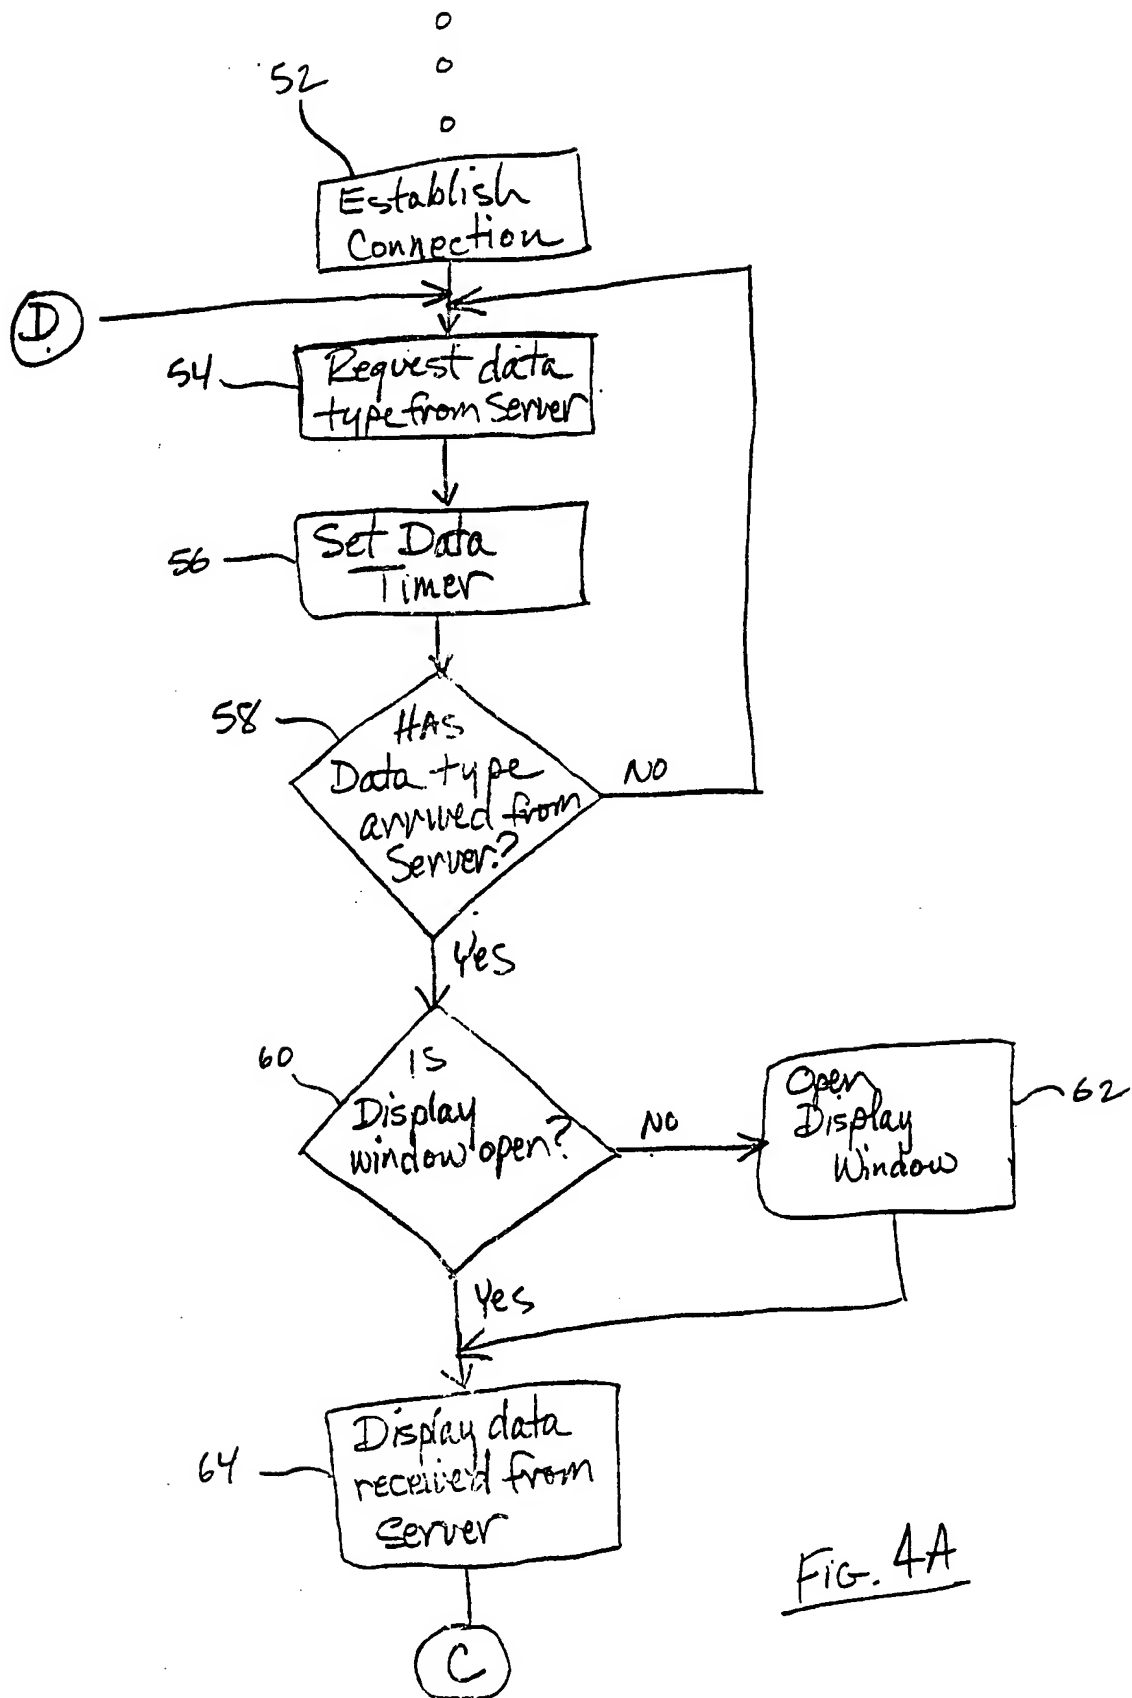 52
Establish
Connection
D
54
Request data
type from Server
56
Set Data
Timer
58
HAS
Data type
arrived from
Server?
NO
Yes
60
IS
Display
window open?
NO
Open
Display
Window
62
Yes
64
Display data
received from
Server
C
FIG. 4A